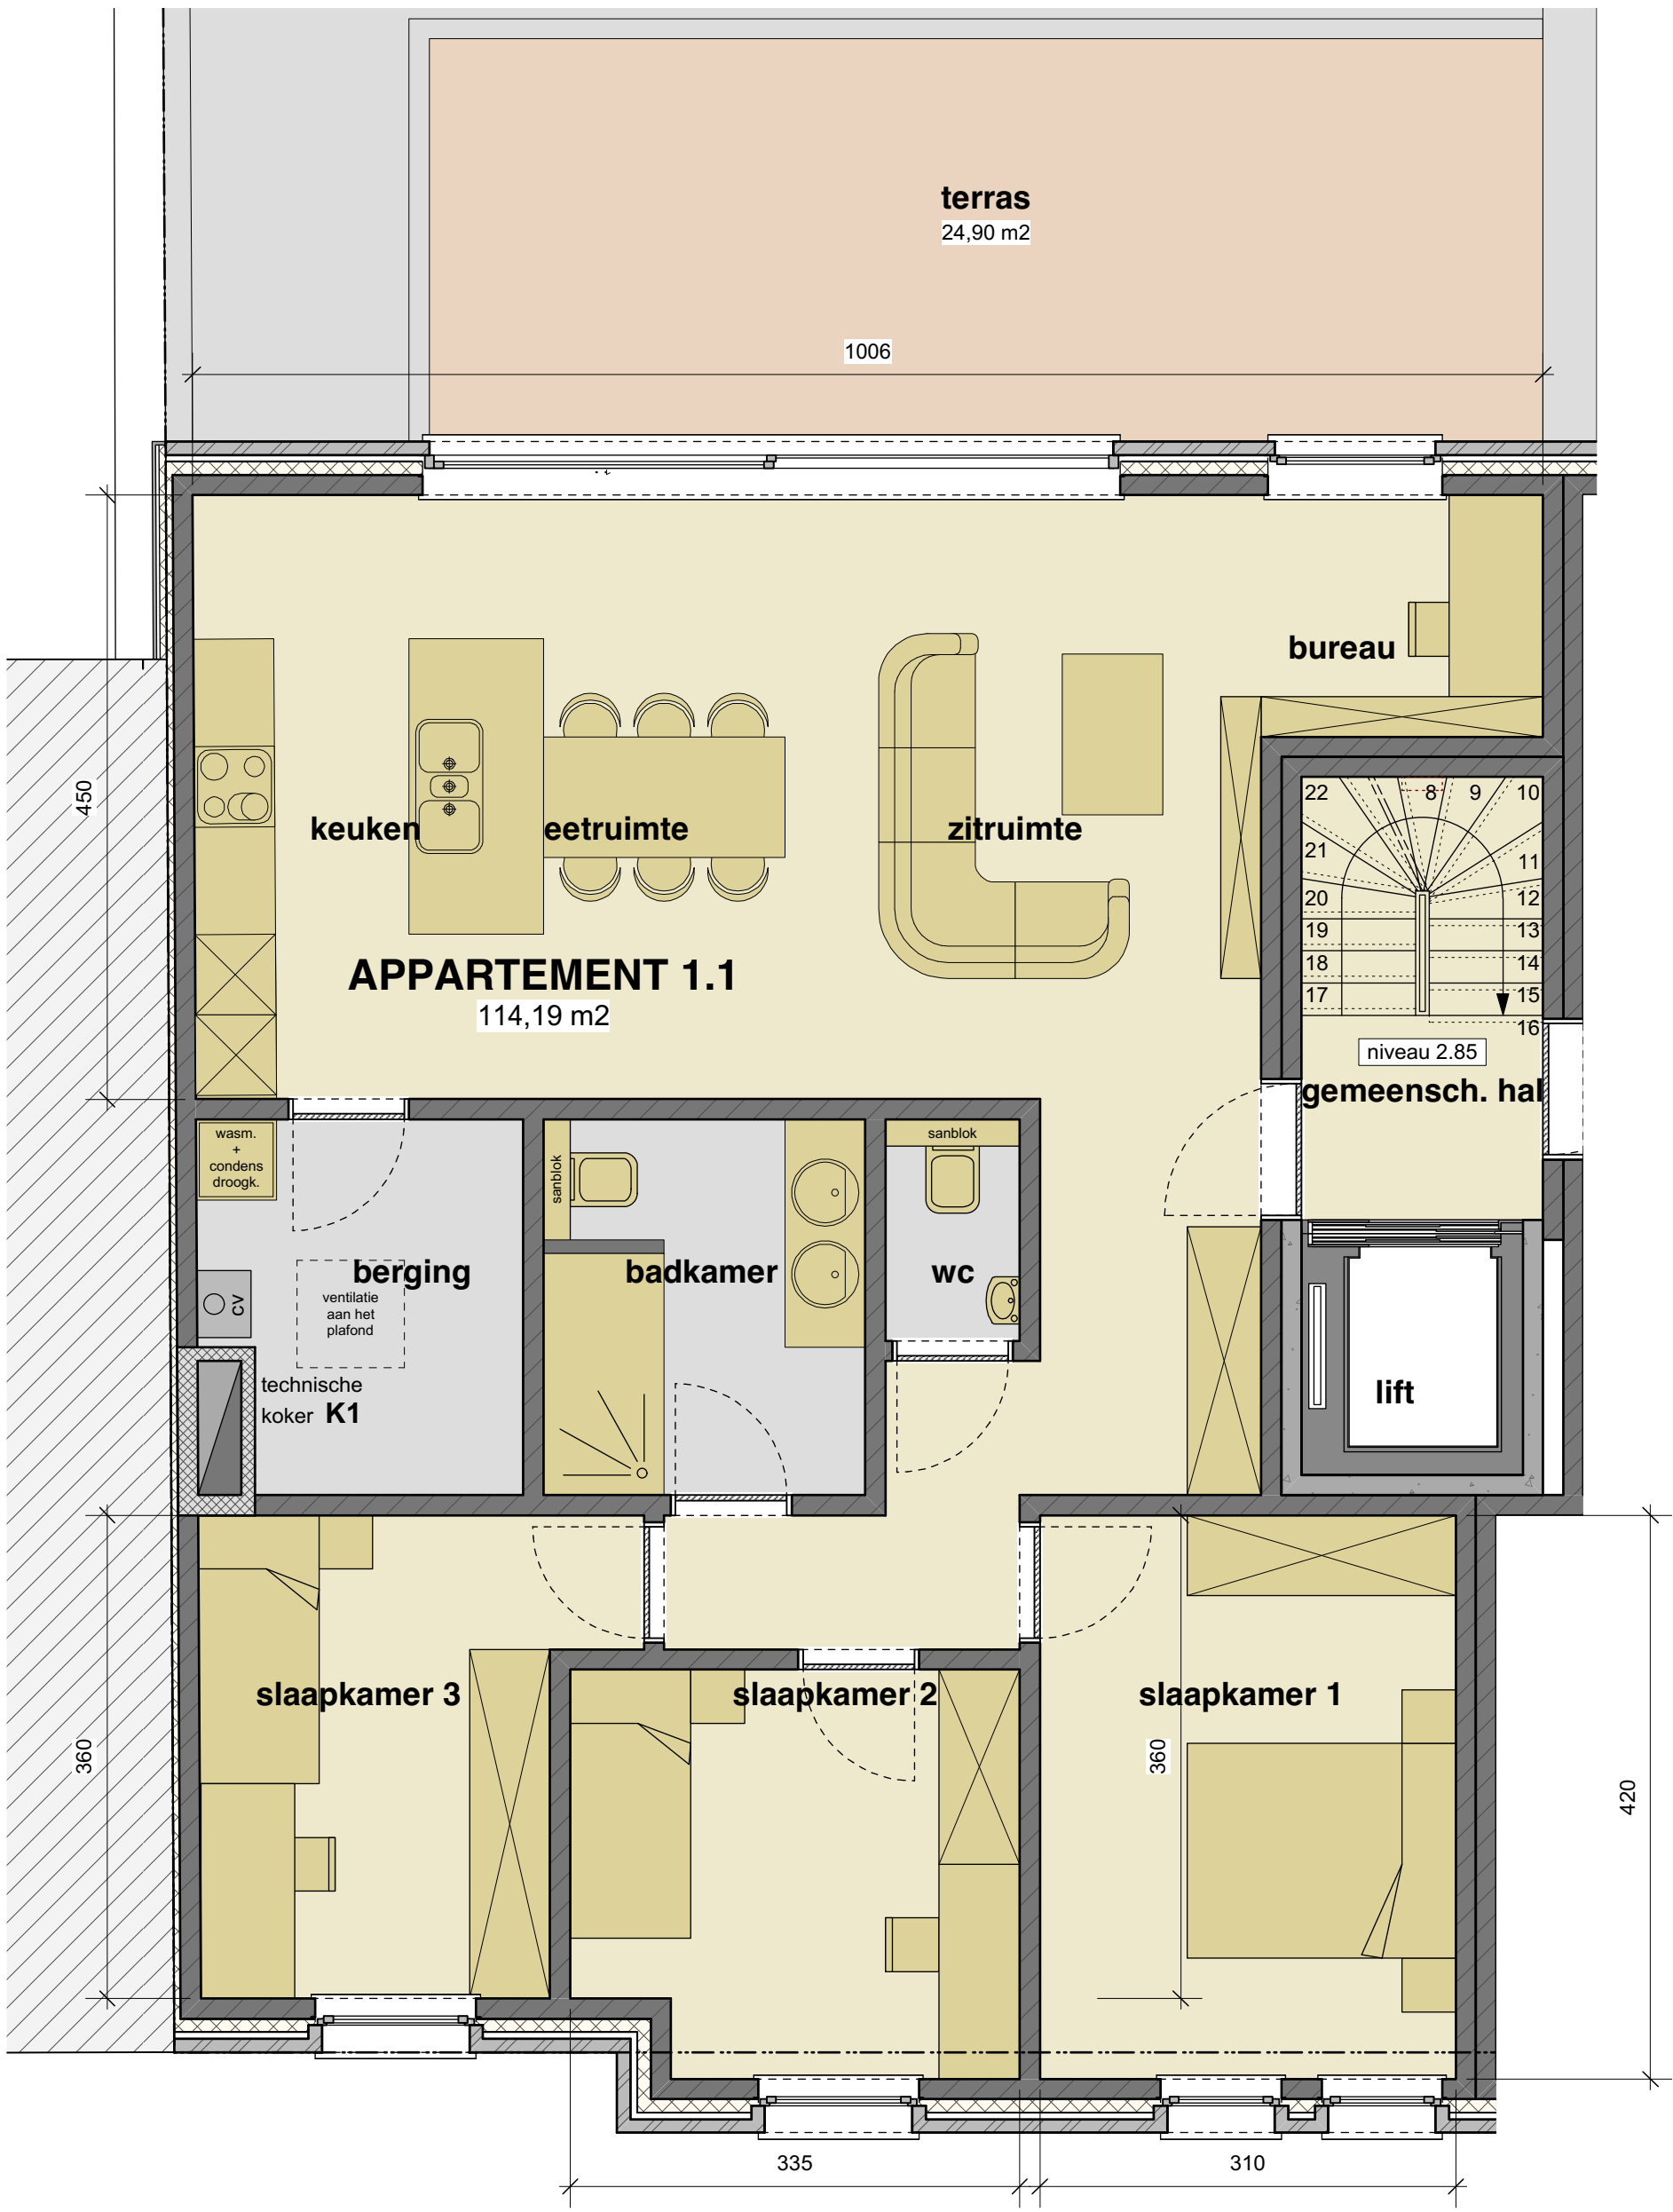 terras
24,90 m2
1006
bureau
450
keuken
eetruimte
zitruimte
22
8
9
10
21
11
20
12
19
13
18
14
17
15
16
APPARTEMENT 1.1
114,19 m2
niveau 2.85
gemeensch. hal
wasm.
+
condens
droogk.
sanblok
sanblok
berging
badkamer
wc
cv
ventilatie
aan het
plafond
technische
koker K1
lift
slaapkamer 3
slaapkamer 2
slaapkamer 1
360
360
420
335
310